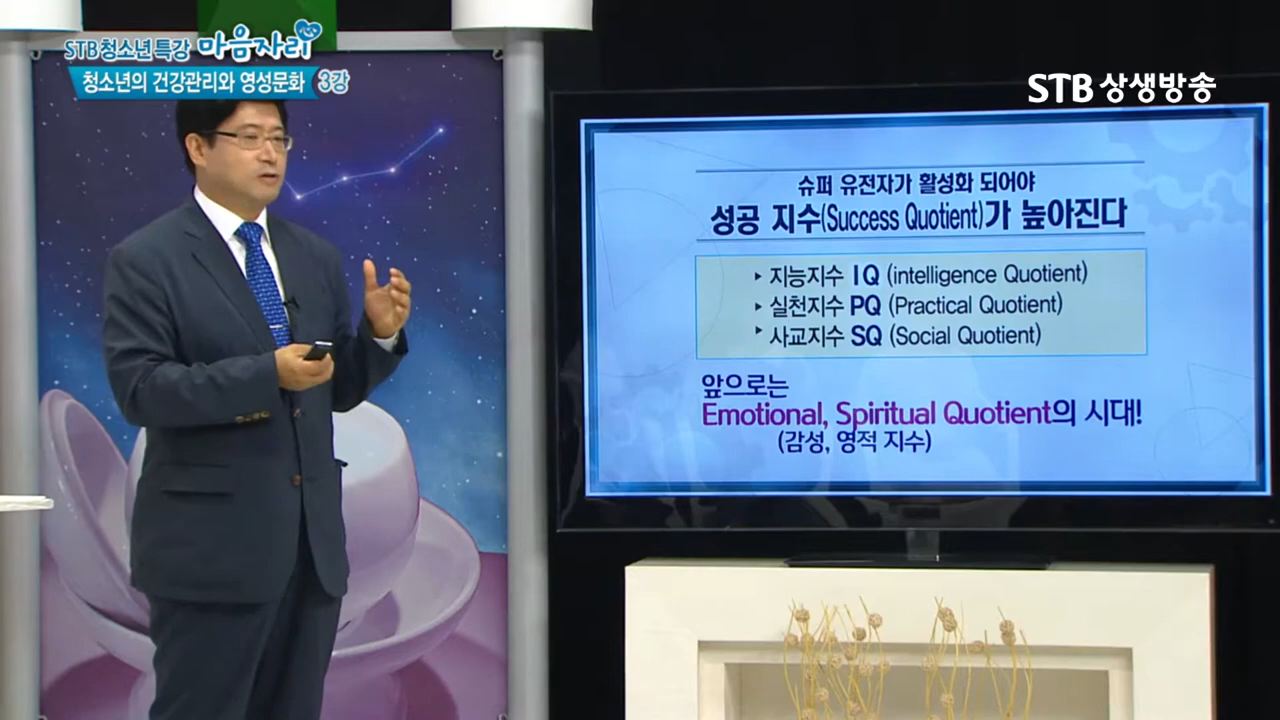 STB청소년 특강 마음자리
청소년의 건강관리와 영성문화 3강
STB 상생방송
슈퍼 유전자가 활성화 되어야
성공 지수(Success Quotient)가 높아진다
▸ 지능지수 IQ (intelligence Quotient)
▸ 실천지수 PQ (Practical Quotient)
▸ 사교지수 SQ (Social Quotient)
앞으로는
Emotional, Spiritual Quotient의 시대!
(감성, 영적 지수)